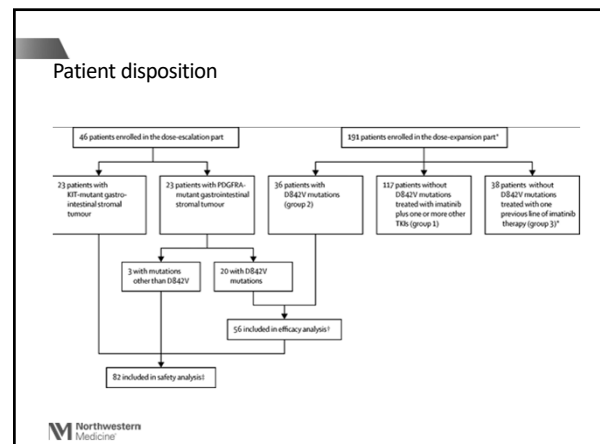 Patient disposition
46 patients enrolled in the dose-escalation part
191 patients enrolled in the dose-expansion part*
23 patients with
KIT-mutant gastro-
intestinal stromal
tumour
23 patients with PDGFRA-
mutant gastrointestinal
stromal tumour
36 patients with
D842V mutations
(group 2)
117 patients without
D842V mutations
treated with imatinib
plus one or more other
TKIs (group 1)
38 patients without
D842V mutations
treated with one
previous line of imatinib
therapy (group 3)*
3 with mutations
other than D842V
20 with D842V
mutations
56 included in efficacy analysis†
82 included in safety analysis‡
NM Northwestern
Medicine®